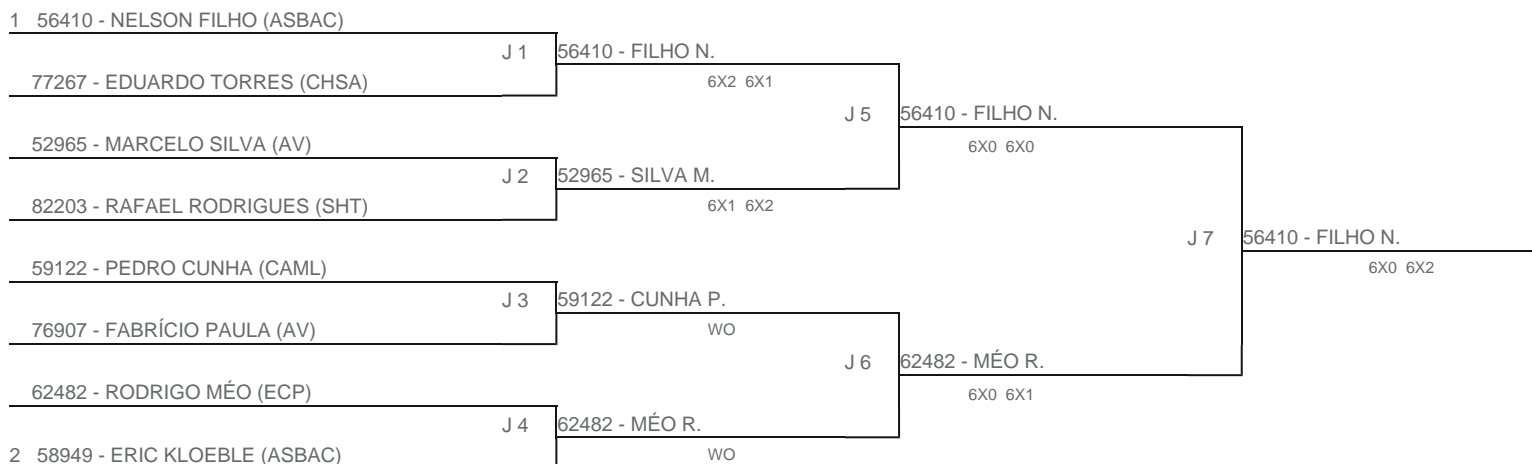 1 56410 - NELSON FILHO (ASBAC)
J 1
56410 - FILHO N.
77267 - EDUARDO TORRES (CHSA)
6X2 6X1
J 5
56410 - FILHO N.
52965 - MARCELO SILVA (AV)
6X0 6X0
J 2
52965 - SILVA M.
82203 - RAFAEL RODRIGUES (SHT)
6X1 6X2
J 7
56410 - FILHO N.
59122 - PEDRO CUNHA (CAML)
6X0 6X2
J 3
59122 - CUNHA P.
76907 - FABRÍCIO PAULA (AV)
WO
J 6
62482 - MÉO R.
62482 - RODRIGO MÉO (ECP)
6X0 6X1
J 4
62482 - MÉO R.
2 58949 - ERIC KLOEBLE (ASBAC)
WO